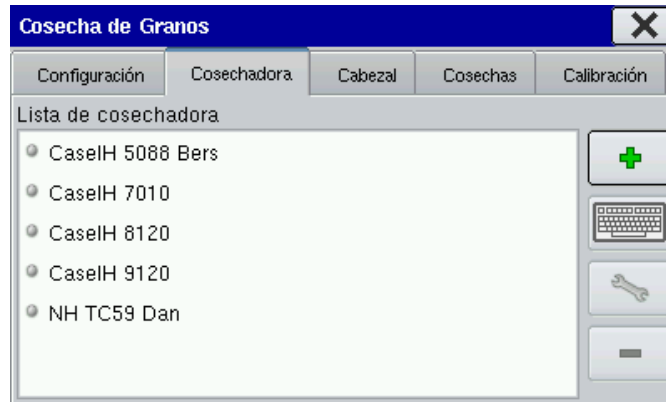 Cosecha de Granos
Configuración Cosechadora Cabezal Cosechas Calibración
Lista de cosechadora
CaseIH 5088 Bers
CaseIH 7010
CaseIH 8120
CaseIH 9120
NH TC59 Dan